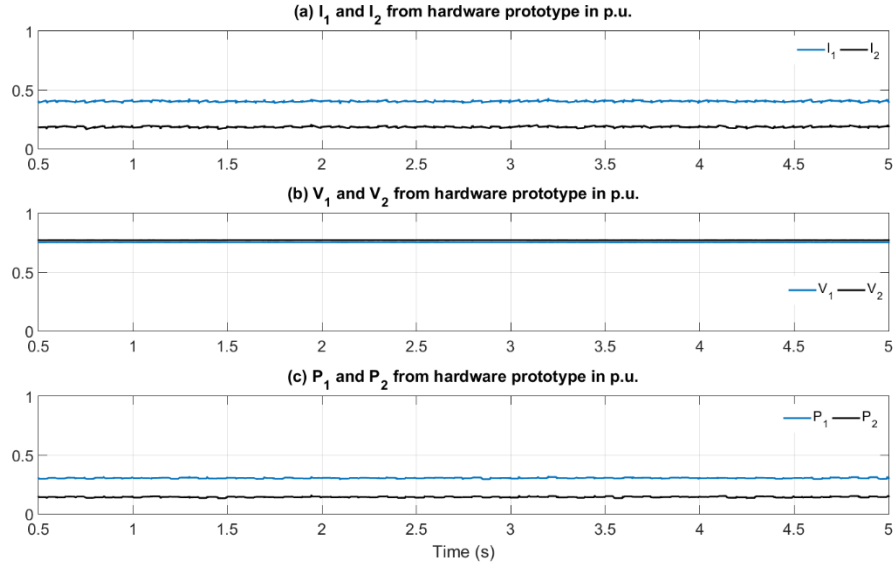 (a) I₁ and I₂ from hardware prototype in p.u.
1
I₁ I₂
0.5
0
0.5 1 1.5 2 2.5 3 3.5 4 4.5 5
(b) V₁ and V₂ from hardware prototype in p.u.
1
0.5
V₁ V₂
0
0.5 1 1.5 2 2.5 3 3.5 4 4.5 5
(c) P₁ and P₂ from hardware prototype in p.u.
1
P₁ P₂
0.5
0
0.5 1 1.5 2 2.5 3 3.5 4 4.5 5
Time (s)